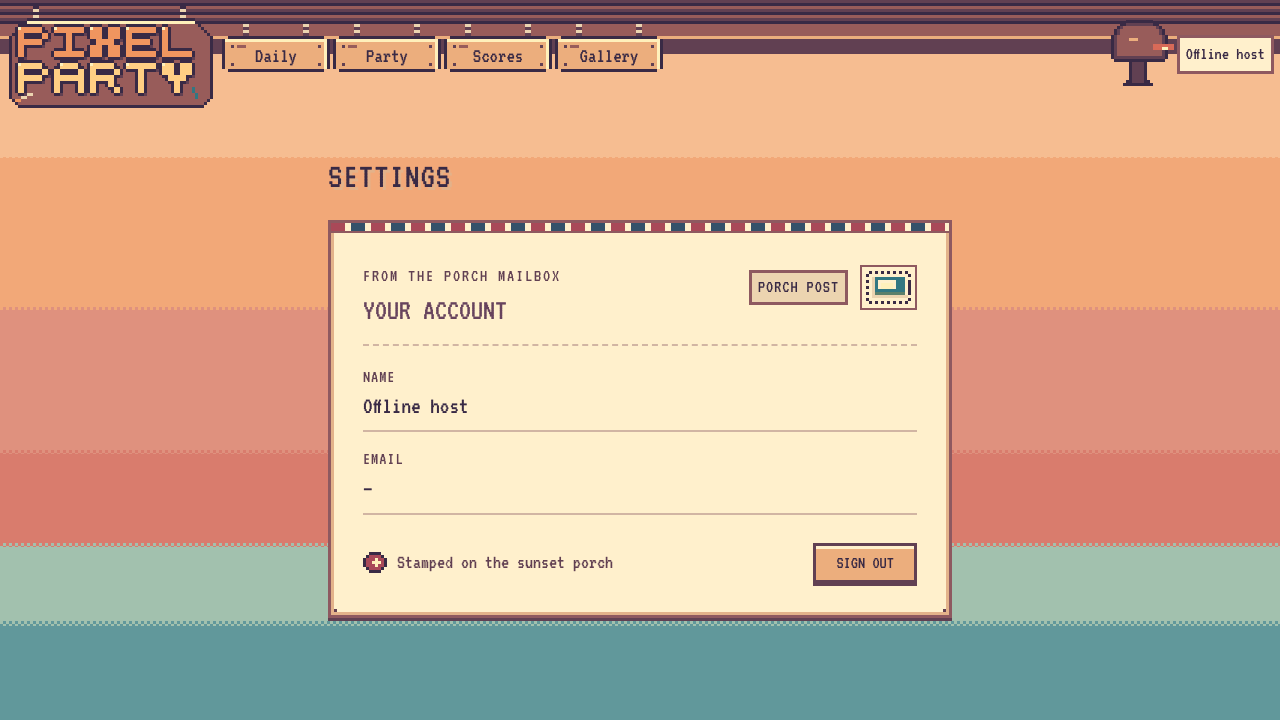 PIXEL
PARTY
Daily
Party
Scores
Gallery
Offline host
SETTINGS
FROM THE PORCH MAILBOX
YOUR ACCOUNT
PORCH POST
NAME
Offline host
EMAIL
—
Stamped on the sunset porch
SIGN OUT